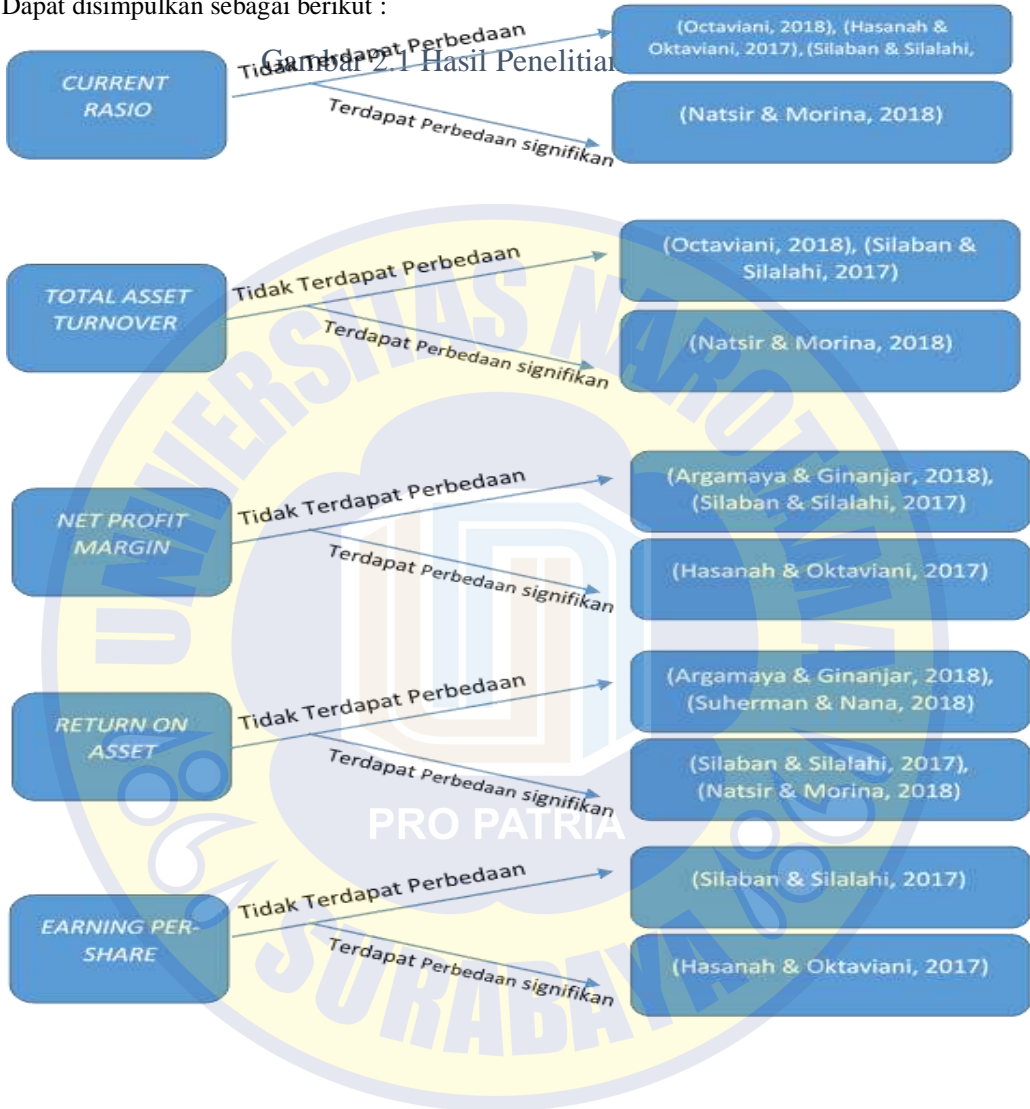 Dapat disimpulkan sebagai berikut :
Gambar 2.1 Hasil Penelitian
CURRENT
RASIO
Tidak Terdapat Perbedaan
Terdapat Perbedaan signifikan
(Octaviani, 2018), (Hasanah &
Oktaviani, 2017), (Silaban & Silalahi,
(Natsir & Morina, 2018)
TOTAL ASSET
TURNOVER
Tidak Terdapat Perbedaan
Terdapat Perbedaan signifikan
(Octaviani, 2018), (Silaban &
Silalahi, 2017)
(Natsir & Morina, 2018)
NET PROFIT
MARGIN
Tidak Terdapat Perbedaan
Terdapat Perbedaan signifikan
(Argamaya & Ginanjar, 2018),
(Silaban & Silalahi, 2017)
(Hasanah & Oktaviani, 2017)
RETURN ON
ASSET
Tidak Terdapat Perbedaan
Terdapat Perbedaan signifikan
(Argamaya & Ginanjar, 2018),
(Suherman & Nana, 2018)
(Silaban & Silalahi, 2017),
(Natsir & Morina, 2018)
EARNING PER-
SHARE
Tidak Terdapat Perbedaan
Terdapat Perbedaan signifikan
(Silaban & Silalahi, 2017)
(Hasanah & Oktaviani, 2017)
UNIVERSITAS NAROTAMA
PRO PATRIA
SURABAYA